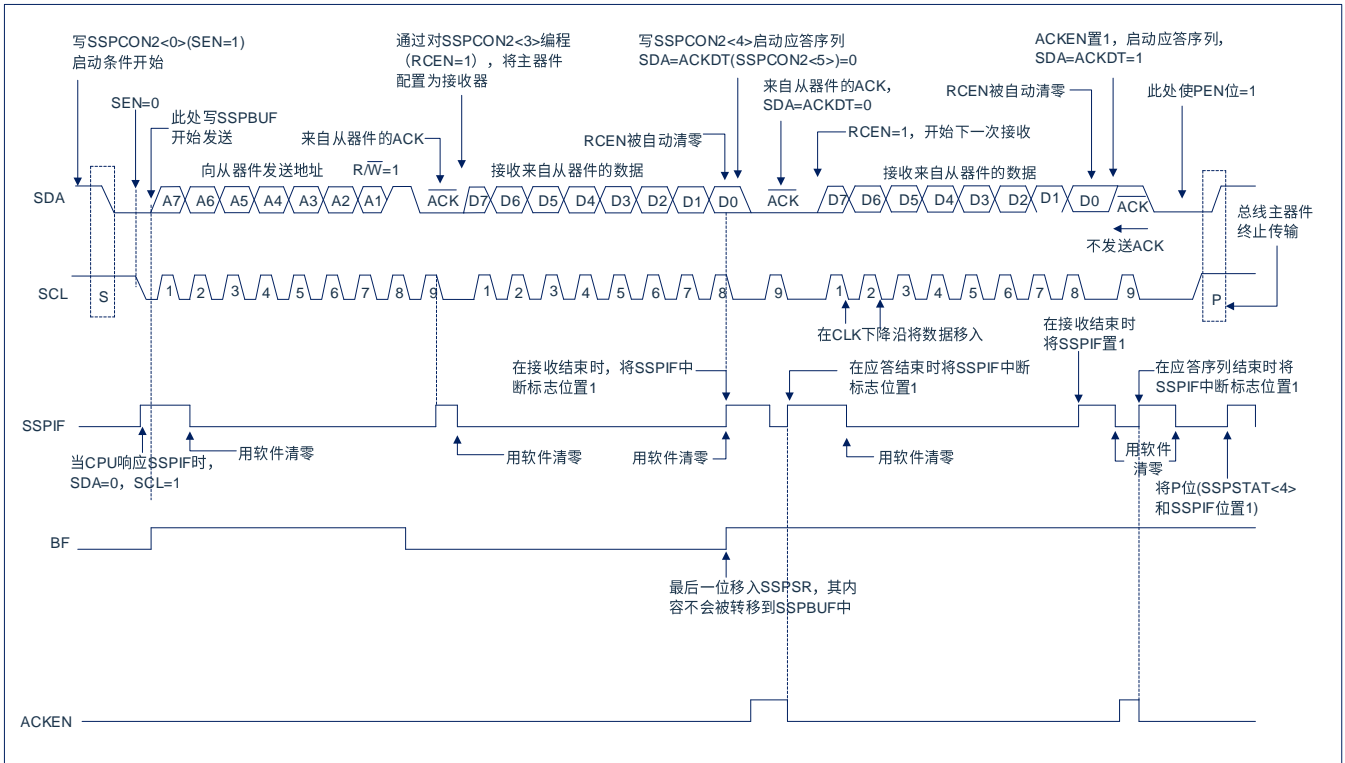 写SSPCON2<0>(SEN=1)
启动条件开始
SEN=0
此处写SSPBUF
开始发送
通过对SSPCON2<3>编程
（RCEN=1），将主器件
配置为接收器
来自从器件的ACK
向从器件发送地址
R/W=1
接收来自从器件的数据
写SSPCON2<4>启动应答序列
SDA=ACKDT(SSPCON2<5>)=0
来自从器件的ACK，
SDA=ACKDT=0
RCEN被自动清零
RCEN=1，开始下一次接收
接收来自从器件的数据
ACKEN置1，启动应答序列，
SDA=ACKDT=1
RCEN被自动清零
此处使PEN位=1
SDA
A7 A6 A5 A4 A3 A2 A1 ACK D7 D6 D5 D4 D3 D2 D1 D0 ACK D7 D6 D5 D4 D3 D2 D1 D0 ACK
不发送ACK
总线主器件
终止传输
SCL
S 1 2 3 4 5 6 7 8 9 1 2 3 4 5 6 7 8 9 1 2 3 4 5 6 7 8 9 P
在CLK下降沿将数据移入
在接收结束时，将SSPIF中
断标志位置1
在应答结束时将SSPIF中断
标志位置1
在接收结束时
将SSPIF置1
在应答序列结束时将
SSPIF中断标志位置1
SSPIF
当CPU响应SSPIF时，
SDA=0，SCL=1
用软件清零
用软件清零
用软件清零
用软件清零
用软件
清零
将P位(SSPSTAT<4>
和SSPIF位置1)
BF
最后一位移入SSPSR，其内
容不会被转移到SSPBUF中
ACKEN